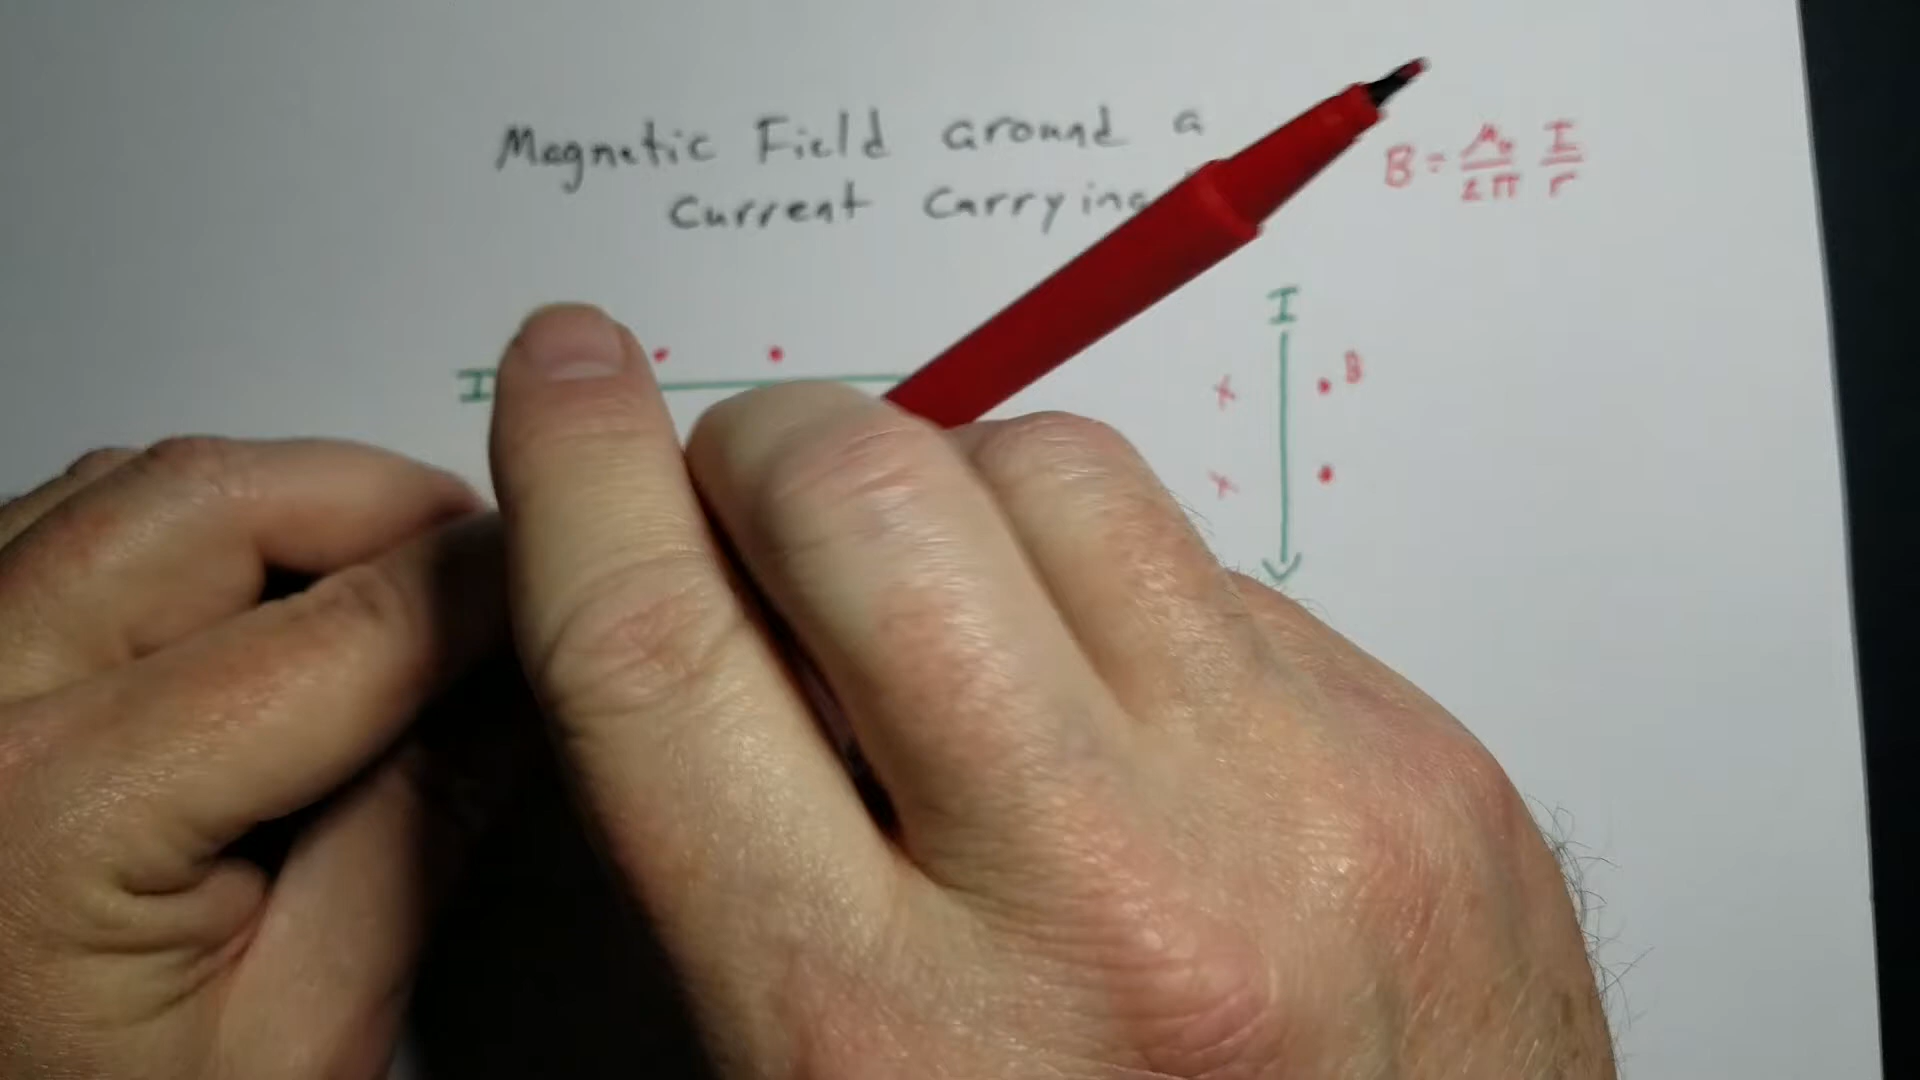 Magnetic Field around a
Current Carrying
B = μ₀/2π I/r
I
I
x • B
x •